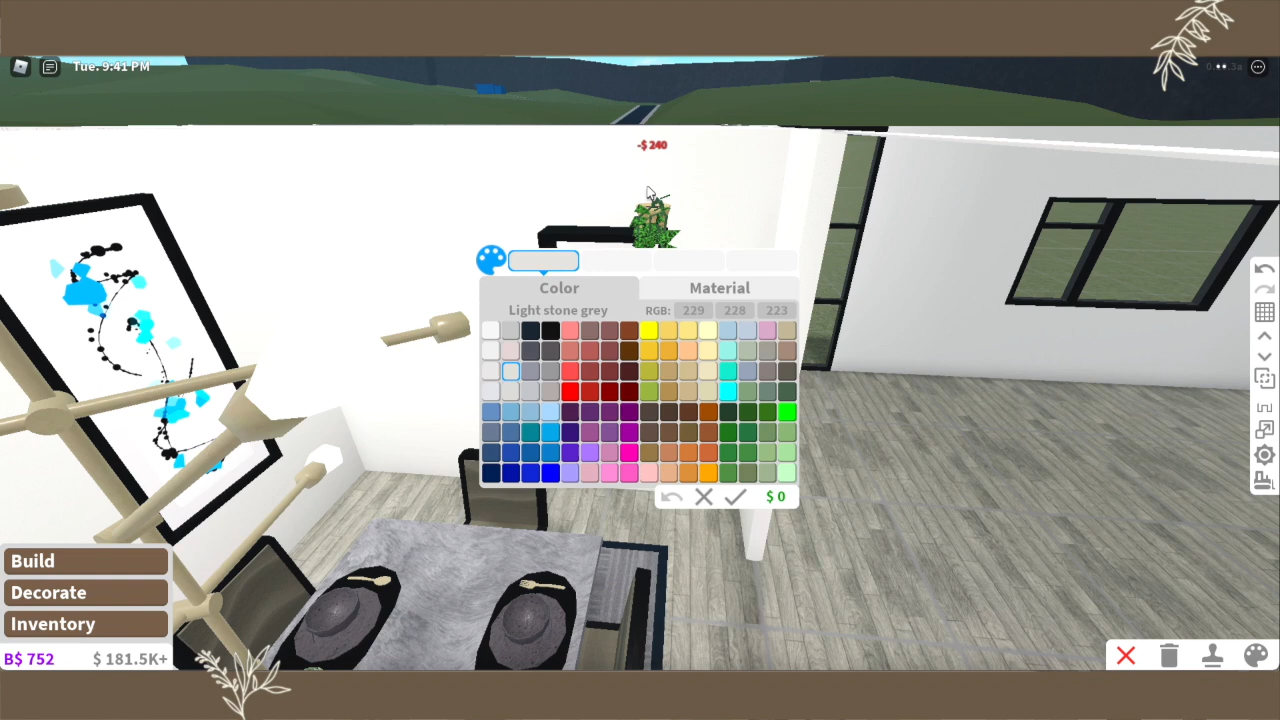 Tue. 9:41 PM
-$ 240
Color
Material
Light stone grey
RGB: 229 228 223
$ 0
Build
Decorate
Inventory
B$ 752 $ 181.5K+